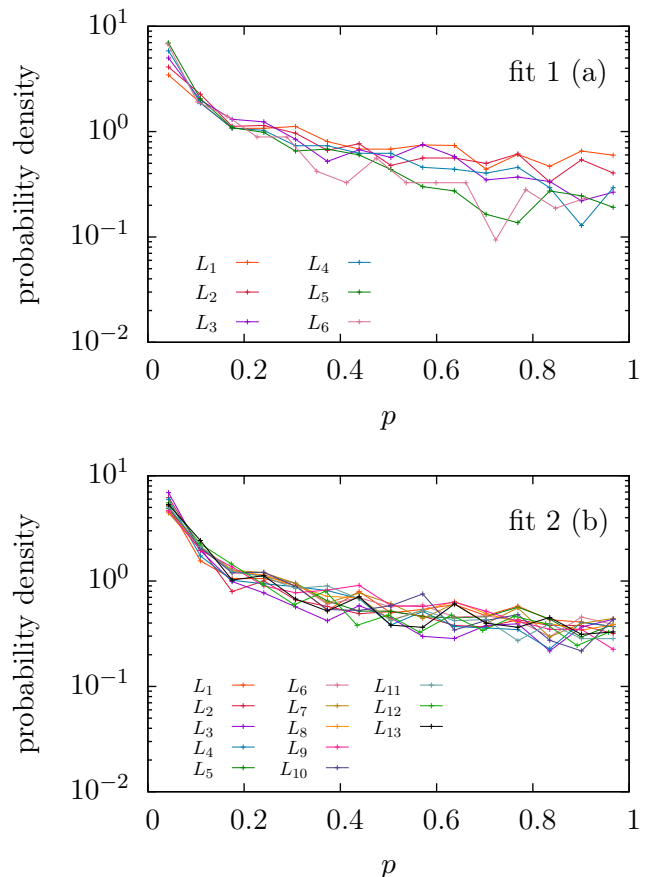 10^1
fit 1 (a)
10^0
probability density
10^-1
L_1 L_4
L_2 L_5
L_3 L_6
10^-2
0 0.2 0.4 0.6 0.8 1
p
10^1
fit 2 (b)
10^0
probability density
10^-1
L_1 L_6 L_11
L_2 L_7 L_12
L_3 L_8 L_13
L_4 L_9
L_5 L_10
10^-2
0 0.2 0.4 0.6 0.8 1
p